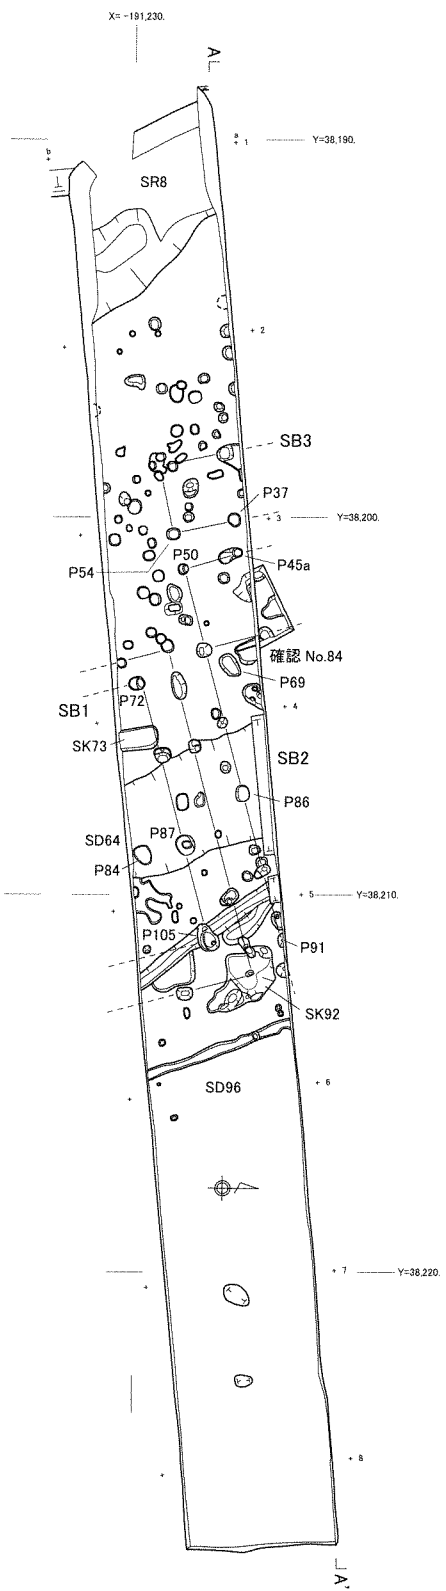 X= -191,230.
A
a
1
Y=38,190.
b
SR8
2
SB3
P37
3
Y=38,200.
P54
P50
P45a
確認 No.84
P69
P72
4
SB1
SK73
SB2
P86
SD64
P87
P84
5
Y=38,210.
P105
P91
SK92
6
SD96
7
Y=38,220.
8
A'